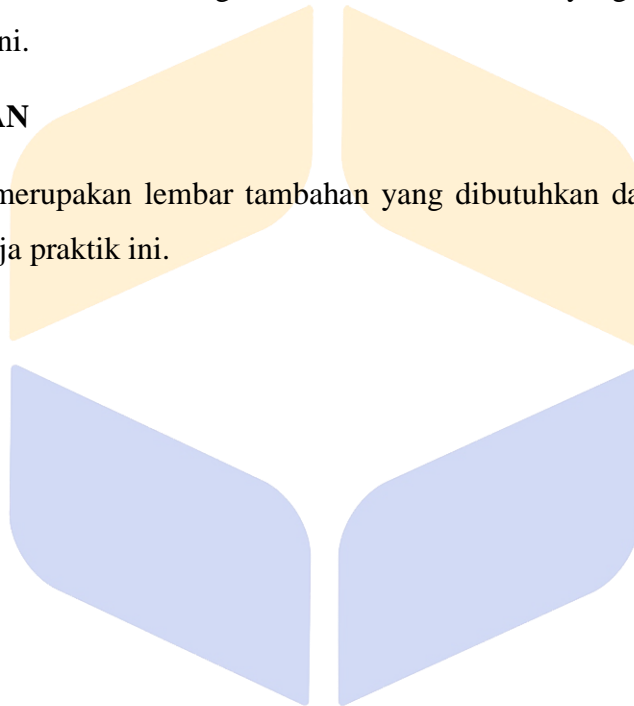 ni.
AN
merupakan lembar tambahan yang dibutuhkan da
ja praktik ini.